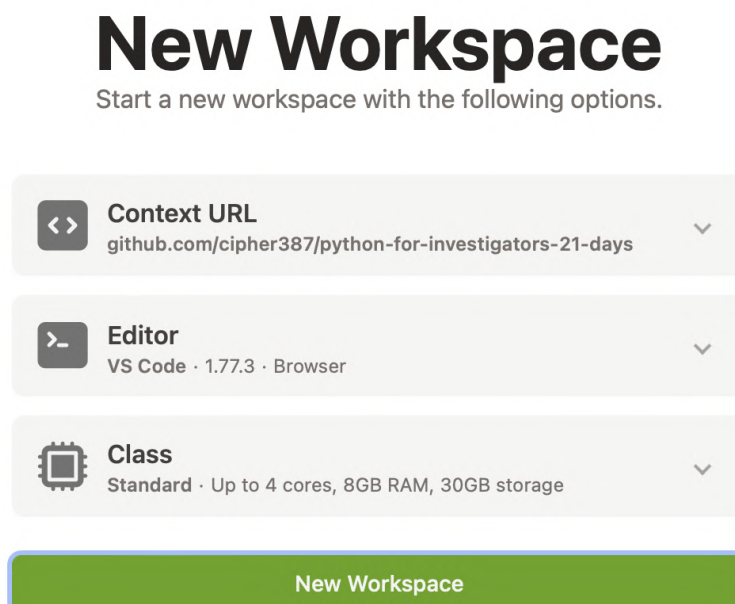 New Workspace
Start a new workspace with the following options.
Context URL
github.com/cipher387/python-for-investigators-21-days
Editor
VS Code · 1.77.3 · Browser
Class
Standard · Up to 4 cores, 8GB RAM, 30GB storage
New Workspace